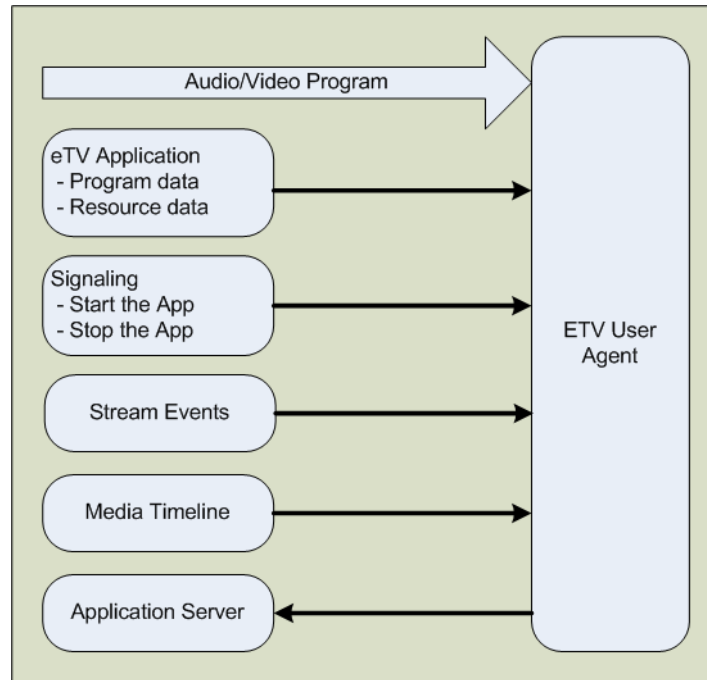 Audio/Video Program
eTV Application
- Program data
- Resource data
Signaling
- Start the App
- Stop the App
Stream Events
Media Timeline
Application Server
ETV User
Agent